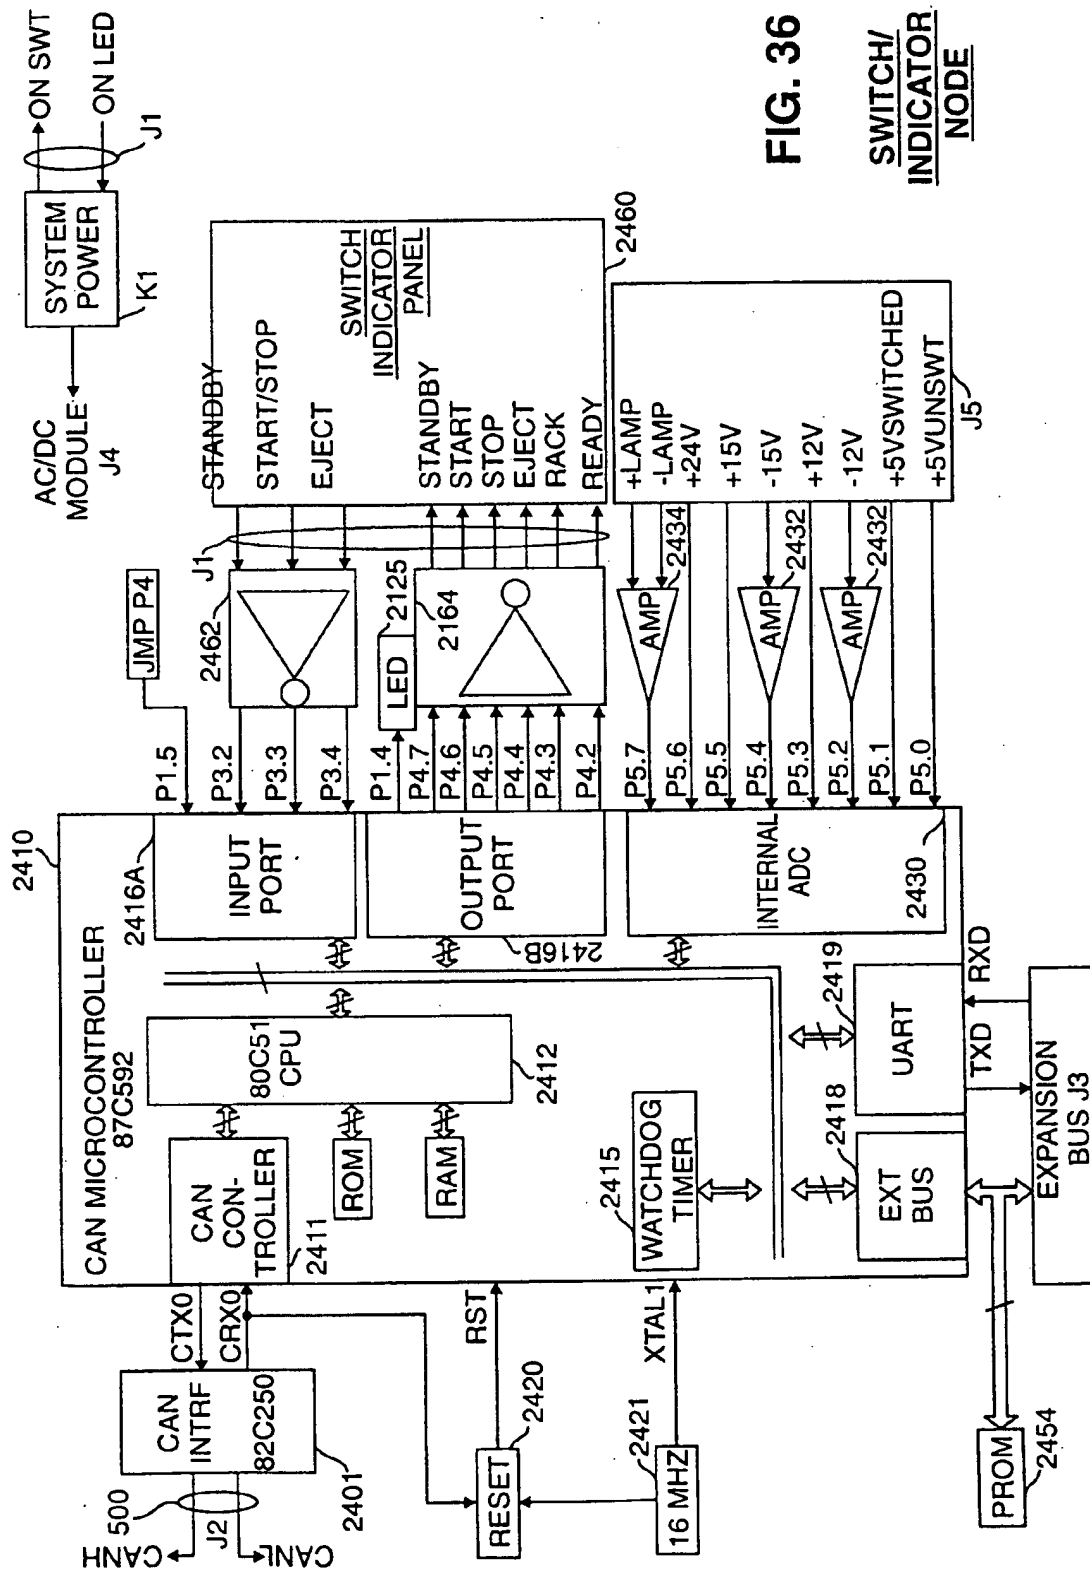 CANH
CANL
500
J2
CAN
INTRF
82C250
2401
CTX0
CRX0
RESET
2420
RST
16 MHZ
2421
XTAL1
PROM
2454
CAN MICROCONTROLLER
87C592
2410
CAN
CON-
TROLLER
2411
ROM
RAM
80C51
CPU
2412
WATCHDOG
TIMER
2415
EXT
BUS
2418
UART
2419
TXD
RXD
EXPANSION
BUS J3
2416A
INPUT
PORT
OUTPUT
PORT
2416B
INTERNAL
ADC
2430
P1.5
P3.2
P3.3
P3.4
P1.4
P4.7
P4.6
P4.5
P4.4
P4.3
P4.2
P5.7
P5.6
P5.5
P5.4
P5.3
P5.2
P5.1
P5.0
JMP P4
2462
LED
2125
2164
J1
AMP
2434
AMP
2432
AMP
2432
STANDBY
START/STOP
EJECT
SWITCH
INDICATOR
PANEL
STANDBY
START
STOP
EJECT
RACK
READY
2460
+LAMP
-LAMP
+24V
+15V
-15V
+12V
-12V
+5VSWITCHED
+5VUNSWT
J5
AC/DC
MODULE
J4
SYSTEM
POWER
K1
ON SWT
ON LED
J1
FIG. 36
SWITCH/
INDICATOR
NODE